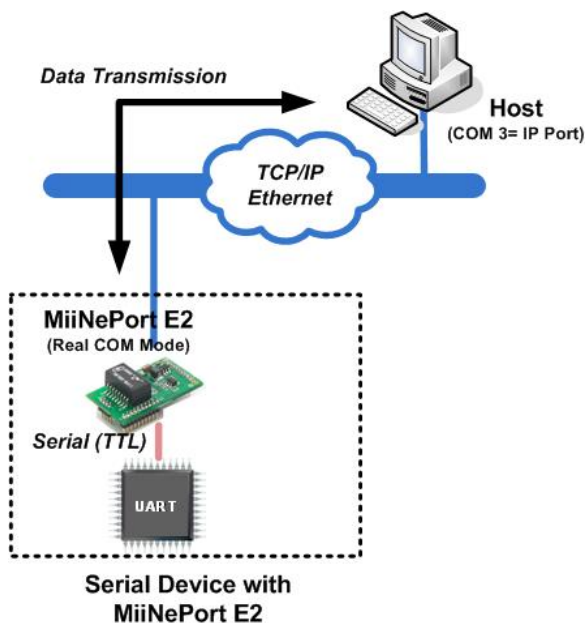 Data Transmission
Host
(COM 3= IP Port)
TCP/IP
Ethernet
MiiNePort E2
(Real COM Mode)
Serial (TTL)
UART
Serial Device with
MiiNePort E2